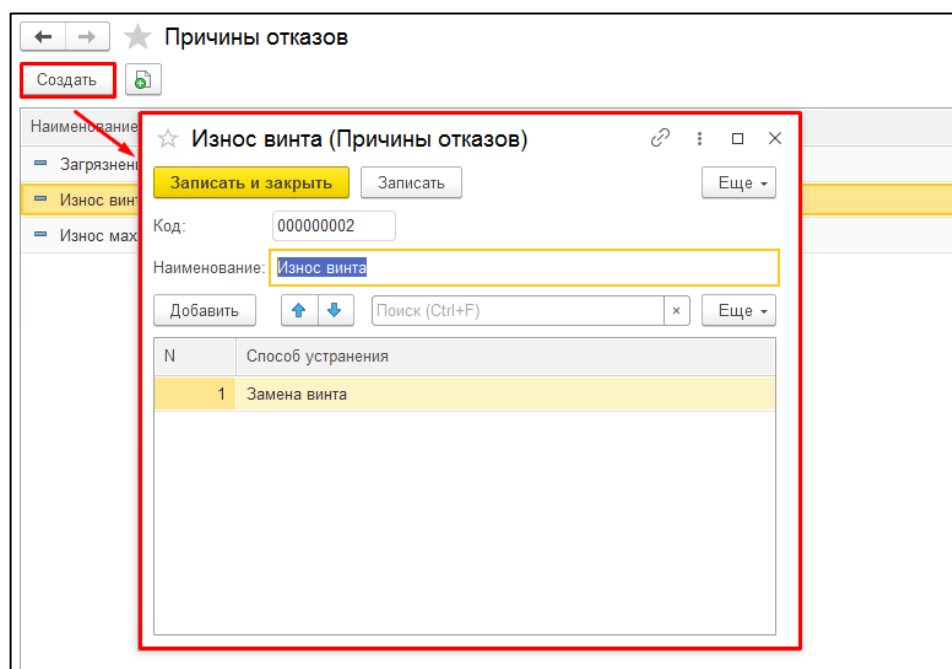 Причины отказов
Создать
Наименование
Износ винта (Причины отказов)
Записать и закрыть Записать Еще
Код: 000000002
Наименование: Износ винта
Добавить Поиск (Ctrl+F) × Еще
N Способ устранения
1 Замена винта
Загрязнен
Износ вин
Износ мах